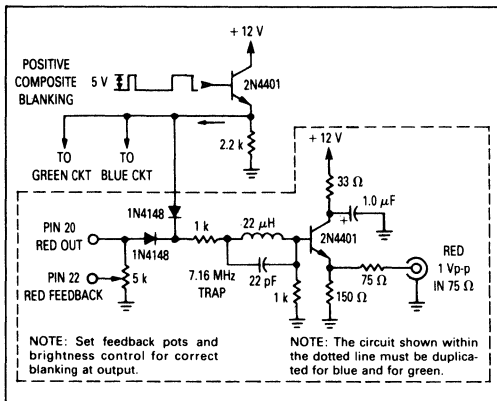 + 12 V
POSITIVE
COMPOSITE
BLANKING
5 V
2N4401
2.2 k
TO
GREEN CKT
TO
BLUE CKT
+ 12 V
33 Ω
1.0 µF
+
1N4148
PIN 20
RED OUT
1N4148
1 k
22 µH
2N4401
RED
1 Vp-p
IN 75 Ω
75 Ω
PIN 22
RED FEEDBACK
5 k
7.16 MHz
TRAP
22 pF
1 k
150 Ω
NOTE: Set feedback pots and
brightness control for correct
blanking at output.
NOTE: The circuit shown within
the dotted line must be duplica-
ted for blue and for green.